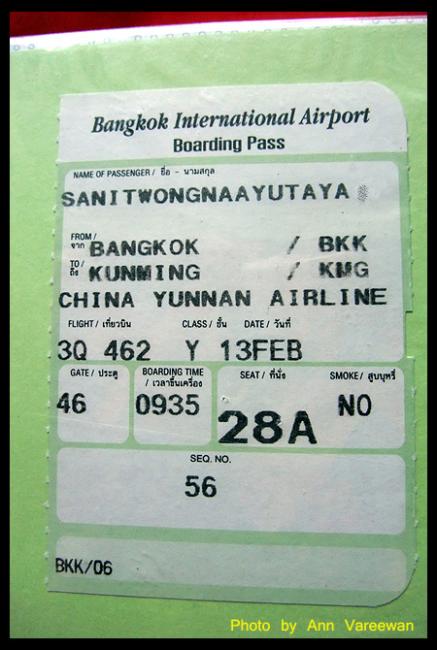 Bangkok International Airport
Boarding Pass
NAME OF PASSENGER / ชื่อ - นามสกุล
SANITWONGNAAYUTAYA
FROM /
จาก BANGKOK / BKK
TO /
ถึง KUNMING / KMG
CHINA YUNNAN AIRLINE
FLIGHT / เที่ยวบิน CLASS / ชั้น DATE / วันที่
3Q 462 Y 13FEB
GATE / ประตู BOARDING TIME / เวลาขึ้นเครื่อง SEAT / ที่นั่ง SMOKE / สูบบุหรี่
46 0935 28A NO
SEQ. NO.
56
BKK/06
Photo by Ann Vareewan